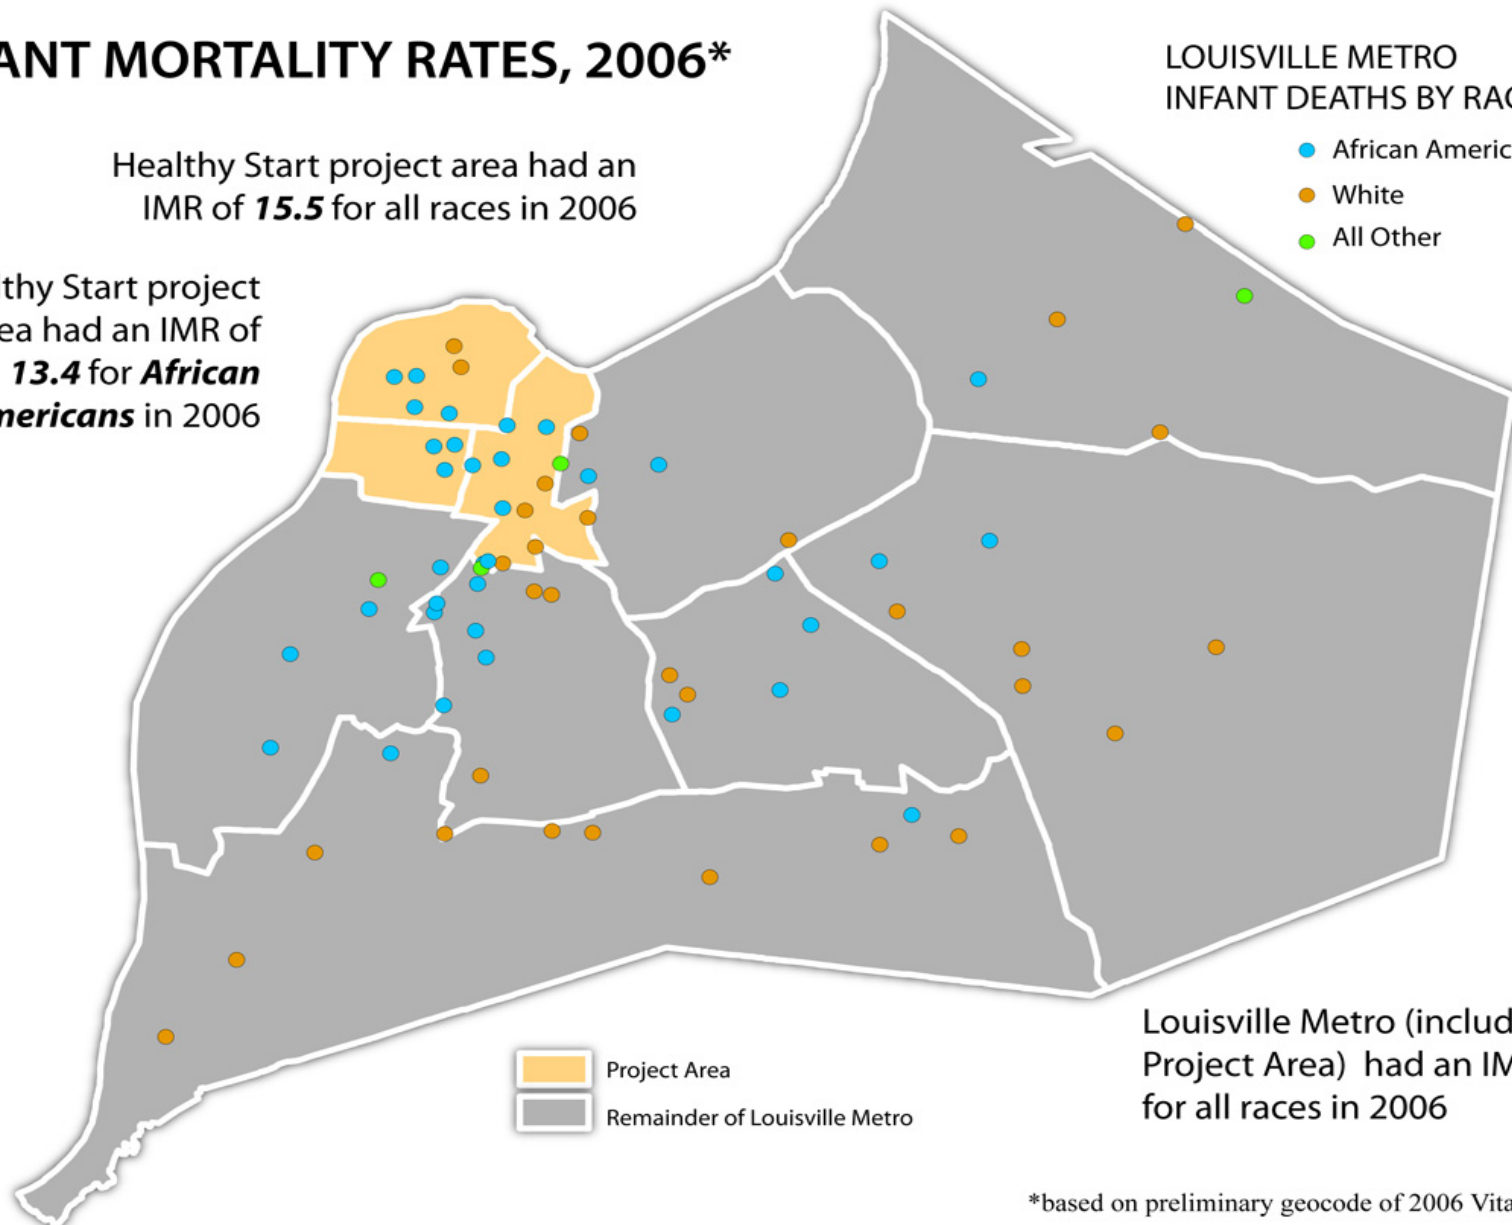 ANT MORTALITY RATES, 2006*
Healthy Start project area had an
IMR of 15.5 for all races in 2006
lthy Start project
ea had an IMR of
13.4 for African
mericans in 2006
LOUISVILLE METRO
INFANT DEATHS BY RAC
African Americ
White
All Other
Project Area
Remainder of Louisville Metro
Louisville Metro (includ
Project Area) had an IM
for all races in 2006
*based on preliminary geocode of 2006 Vita